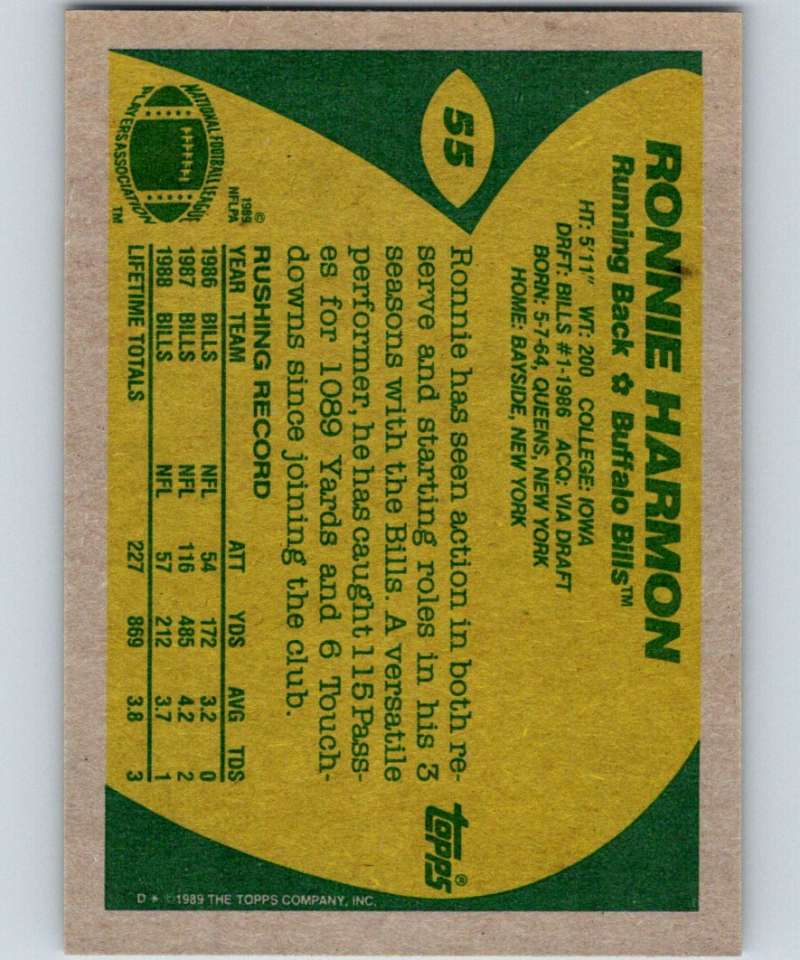 55
RONNIE HARMON
Running Back ✿ Buffalo Bills™
HT: 5'11" WT: 200 COLLEGE: IOWA
DRFT: BILLS #1-1986 ACQ: VIA DRAFT
BORN: 5-7-64, QUEENS, NEW YORK
HOME: BAYSIDE, NEW YORK
Ronnie has seen action in both re-
serve and starting roles in his 3
seasons with the Bills. A versatile
performer, he has caught 115 Pass-
es for 1089 Yards and 6 Touch-
downs since joining the club.
topps®
NATIONAL FOOTBALL LEAGUE
PLAYERS ASSOCIATION
TM
©
1989
NFLPA
RUSHING RECORD
YEAR TEAM ATT YDS AVG TDS
1986 BILLS NFL 54 172 3.2 0
1987 BILLS NFL 116 485 4.2 2
1988 BILLS NFL 57 212 3.7 1
LIFETIME TOTALS 227 869 3.8 3
D * ©1989 THE TOPPS COMPANY, INC.